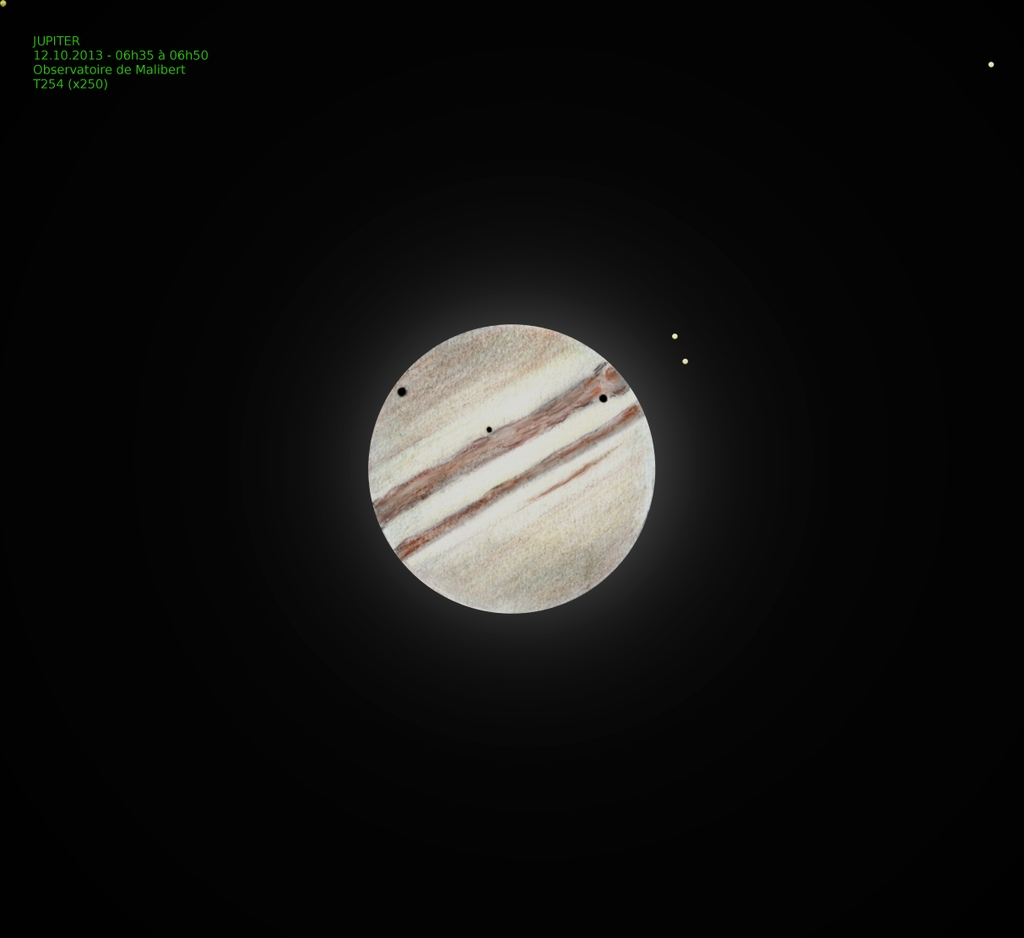 JUPITER
12.10.2013 - 06h35 à 06h50
Observatoire de Malibert
T254 (x250)